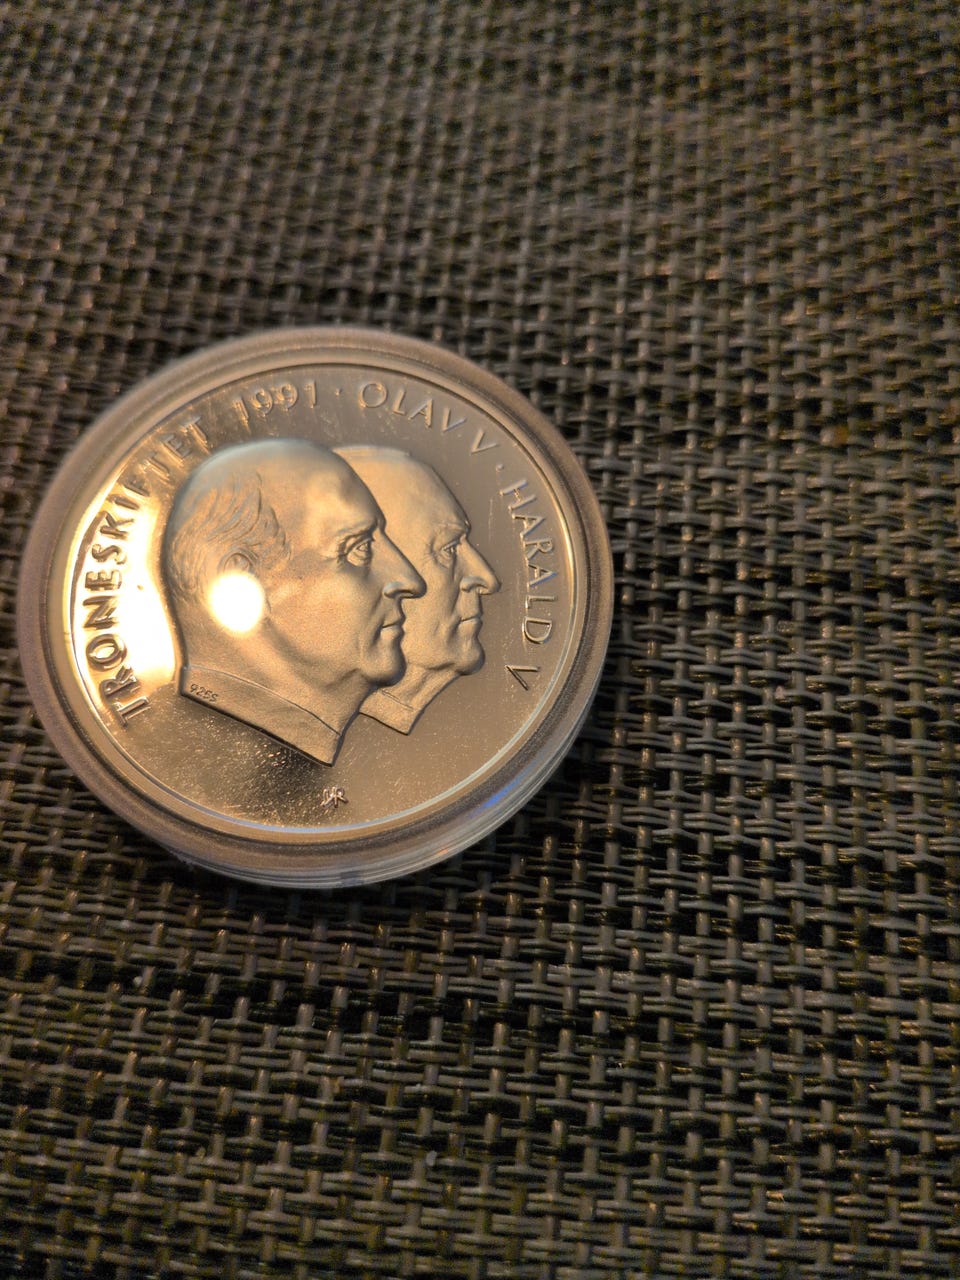 TRONESKIFTET 1991 · OLAV V · HARALD V
925S